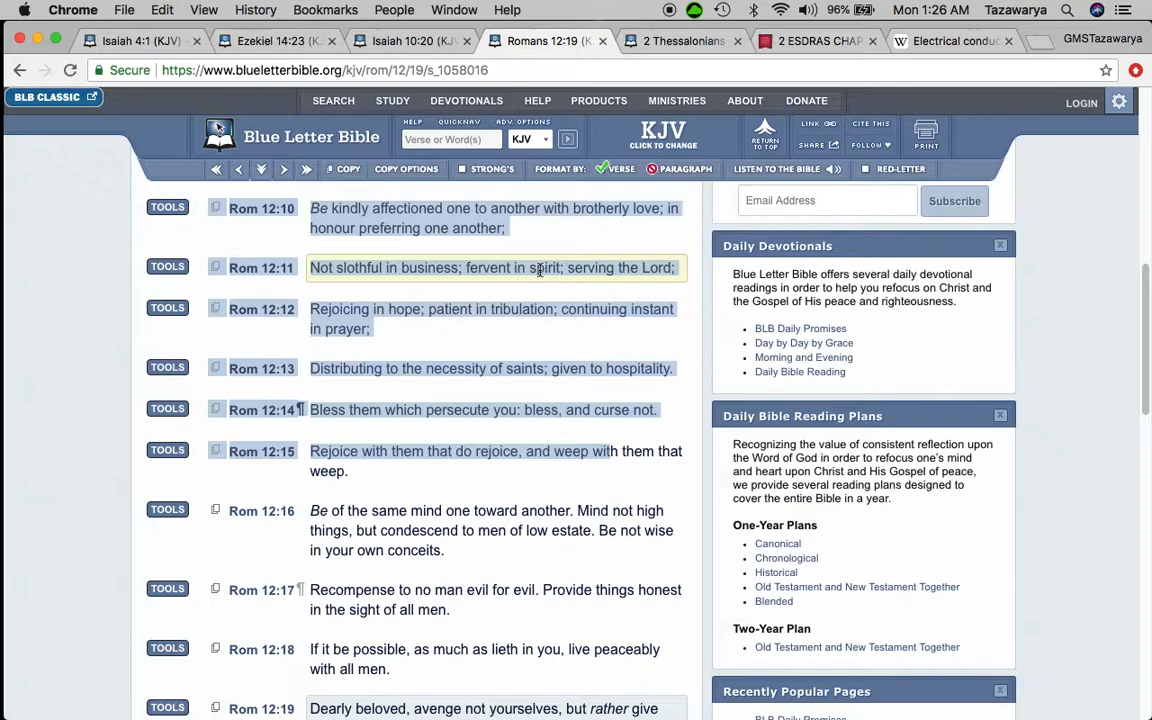 Chrome File Edit View History Bookmarks People Window Help 96% Mon 1:26 AM Tazawarya
Isaiah 4:1 (KJV) Ezekiel 14:23 ( Isaiah 10:20 (KJV Romans 12:19 (K 2 Thessalonians 2 ESDRAS CHAP Electrical conduc GMSTazawarya
Secure https://www.blueletterbible.org/kjv/rom/12/19/s_1058016
BLB CLASSIC
SEARCH STUDY DEVOTIONALS HELP PRODUCTS MINISTRIES ABOUT DONATE LOGIN
Blue Letter Bible
HELP QUICKNAV ADV. OPTIONS
Verse or Word(s) KJV
KJV
CLICK TO CHANGE
RETURN TO TOP
LINK CITE THIS
SHARE FOLLOW
PRINT
COPY OPTIONS STRONG'S FORMAT BY: VERSE PARAGRAPH LISTEN TO THE BIBLE RED-LETTER
TOOLS Rom 12:10 Be kindly affectioned one to another with brotherly love; in
honour preferring one another;
TOOLS Rom 12:11 Not slothful in business; fervent in spirit; serving the Lord;
TOOLS Rom 12:12 Rejoicing in hope; patient in tribulation; continuing instant
in prayer;
TOOLS Rom 12:13 Distributing to the necessity of saints; given to hospitality.
TOOLS Rom 12:14 ¶ Bless them which persecute you: bless, and curse not.
TOOLS Rom 12:15 Rejoice with them that do rejoice, and weep with them that
weep.
TOOLS Rom 12:16 Be of the same mind one toward another. Mind not high
things, but condescend to men of low estate. Be not wise
in your own conceits.
TOOLS Rom 12:17 ¶ Recompense to no man evil for evil. Provide things honest
in the sight of all men.
TOOLS Rom 12:18 If it be possible, as much as lieth in you, live peaceably
with all men.
TOOLS Rom 12:19 Dearly beloved, avenge not yourselves, but rather give
Email Address Subscribe
Daily Devotionals
Blue Letter Bible offers several daily devotional
readings in order to help you refocus on Christ and
the Gospel of His peace and righteousness.
BLB Daily Promises
Day by Day by Grace
Morning and Evening
Daily Bible Reading
Daily Bible Reading Plans
Recognizing the value of consistent reflection upon
the Word of God in order to refocus one's mind
and heart upon Christ and His Gospel of peace,
we provide several reading plans designed to
cover the entire Bible in a year.
One-Year Plans
Canonical
Chronological
Historical
Old Testament and New Testament Together
Blended
Two-Year Plan
Old Testament and New Testament Together
Recently Popular Pages
BLB Daily Promises